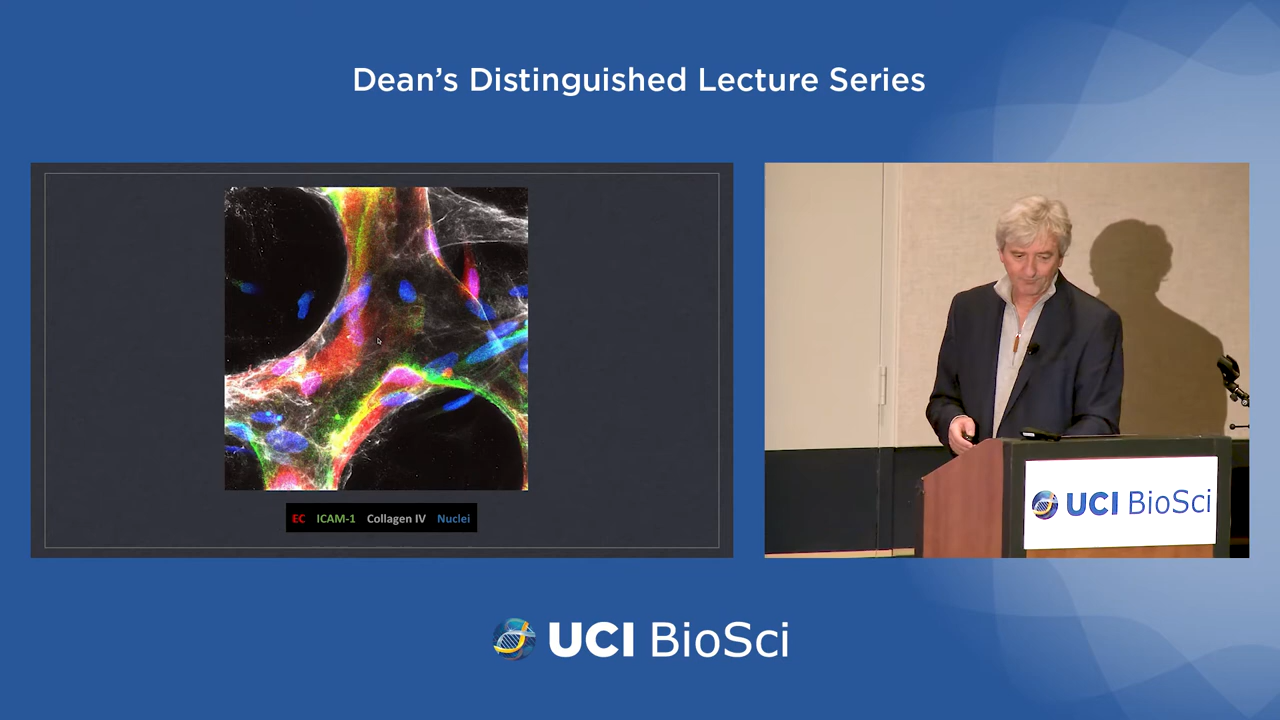 Dean's Distinguished Lecture Series
EC ICAM-1 Collagen IV Nuclei
UCI BioSci
UCI BioSci